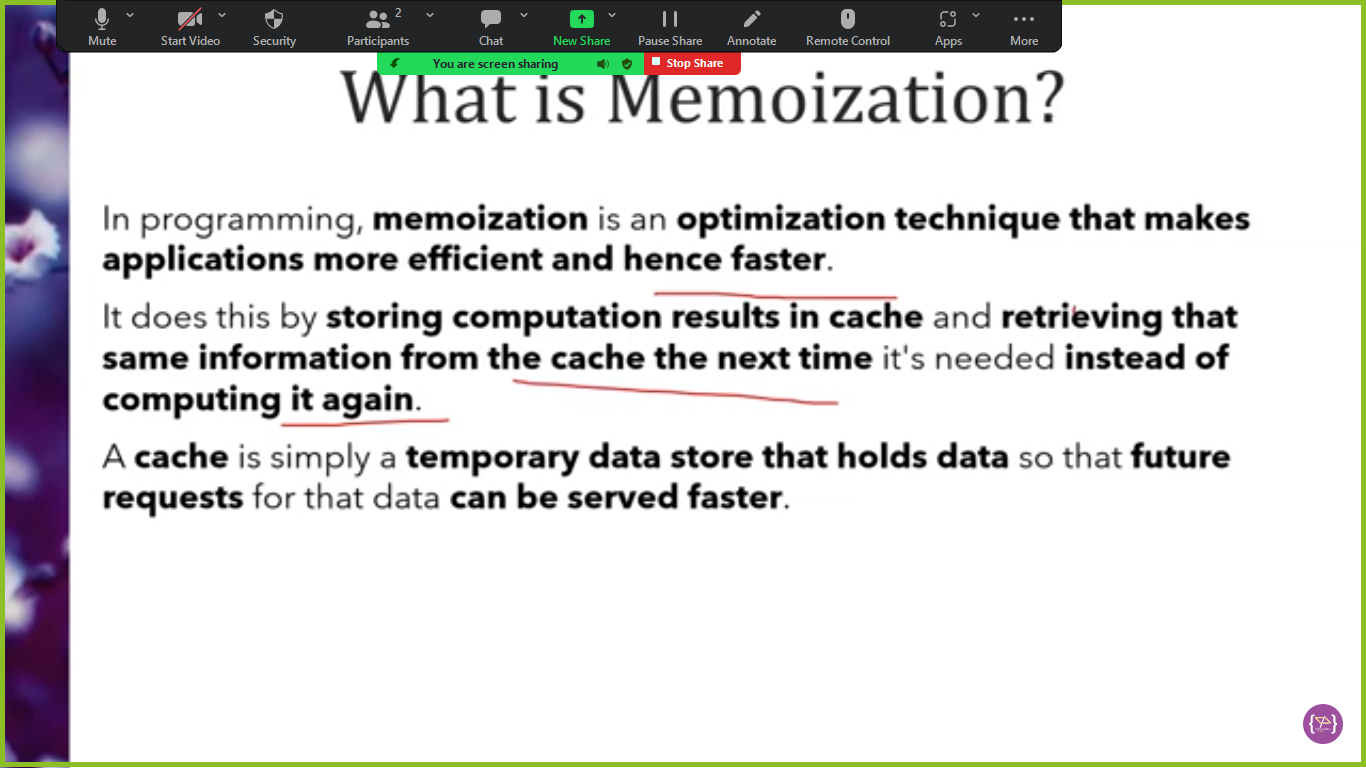 Mute
Start Video
Security
Participants
2
Chat
New Share
Pause Share
Annotate
Remote Control
Apps
More
You are screen sharing
Stop Share
What is Memoization?
In programming, memoization is an optimization technique that makes
applications more efficient and hence faster.
It does this by storing computation results in cache and retrieving that
same information from the cache the next time it's needed instead of
computing it again.
A cache is simply a temporary data store that holds data so that future
requests for that data can be served faster.